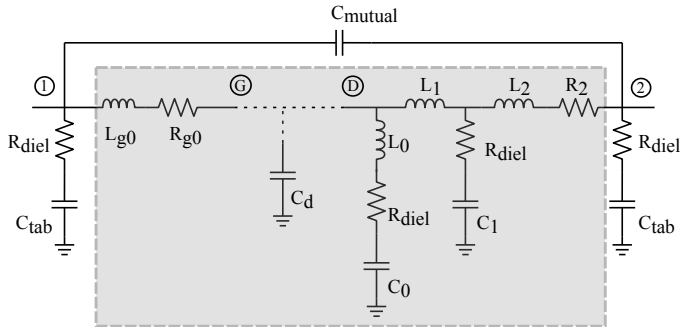 Cmutual
1 G D L1 L2 R2 2
Rdiel Lg0 Rg0 L0 Rdiel Rdiel
Cd Rdiel
Ctab C1 Ctab
C0